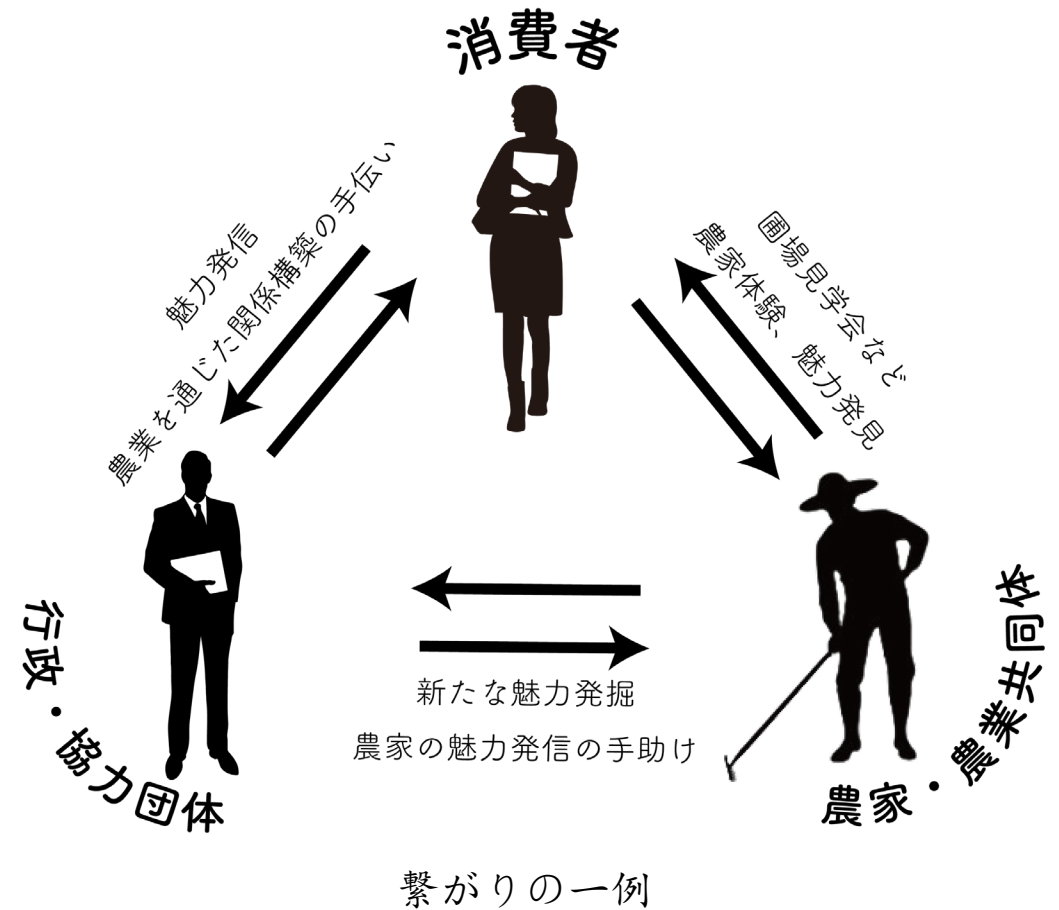 消費者
魅力発信
農業を通じた関係構築の手伝い
圃場見学会など
農家体験、魅力発見
行政・協力団体
新たな魅力発掘
農家の魅力発信の手助け
農家・農業共同体
繋がりの一例